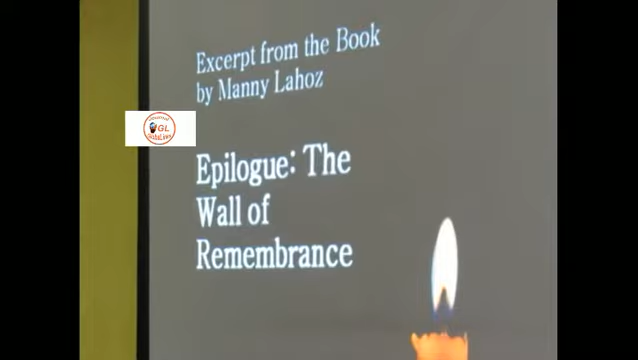 Excerpt from the Book
by Manny Lahoz
GL
Epilogue: The
Wall of
Remembrance